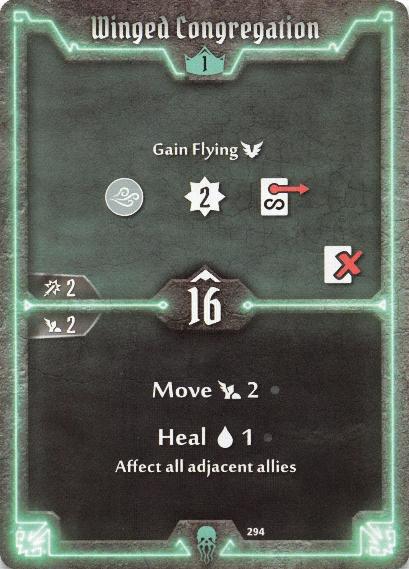 Winged Congregation
1
Gain Flying
2
2
16
2
Move 2
Heal 1
Affect all adjacent allies
294